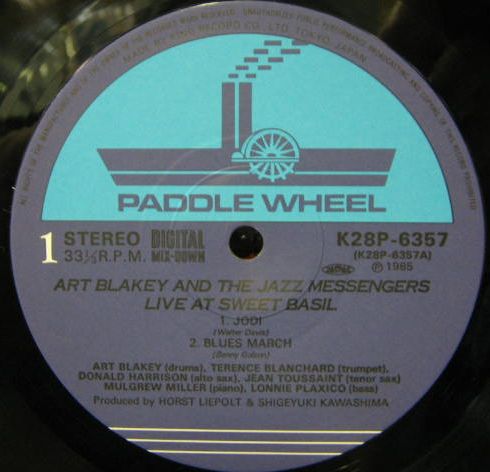 MADE BY KING RECORD CO., LTD. TOKYO, JAPAN
PADDLE WHEEL
1 STEREO DIGITAL K28P-6357
33⅓ R.P.M. MIX-DOWN (K28P-6357A)
Ⓟ 1985
ART BLAKEY AND THE JAZZ MESSENGERS
LIVE AT SWEET BASIL
1. JODI
(Walter Davis)
2. BLUES MARCH
(Benny Golson)
ART BLAKEY (drums), TERENCE BLANCHARD (trumpet),
DONALD HARRISON (alto sax), JEAN TOUSSAINT (tenor sax)
MULGREW MILLER (piano), LONNIE PLAXICO (bass)
Produced by HORST LIEPOLT & SHIGEYUKI KAWASHIMA